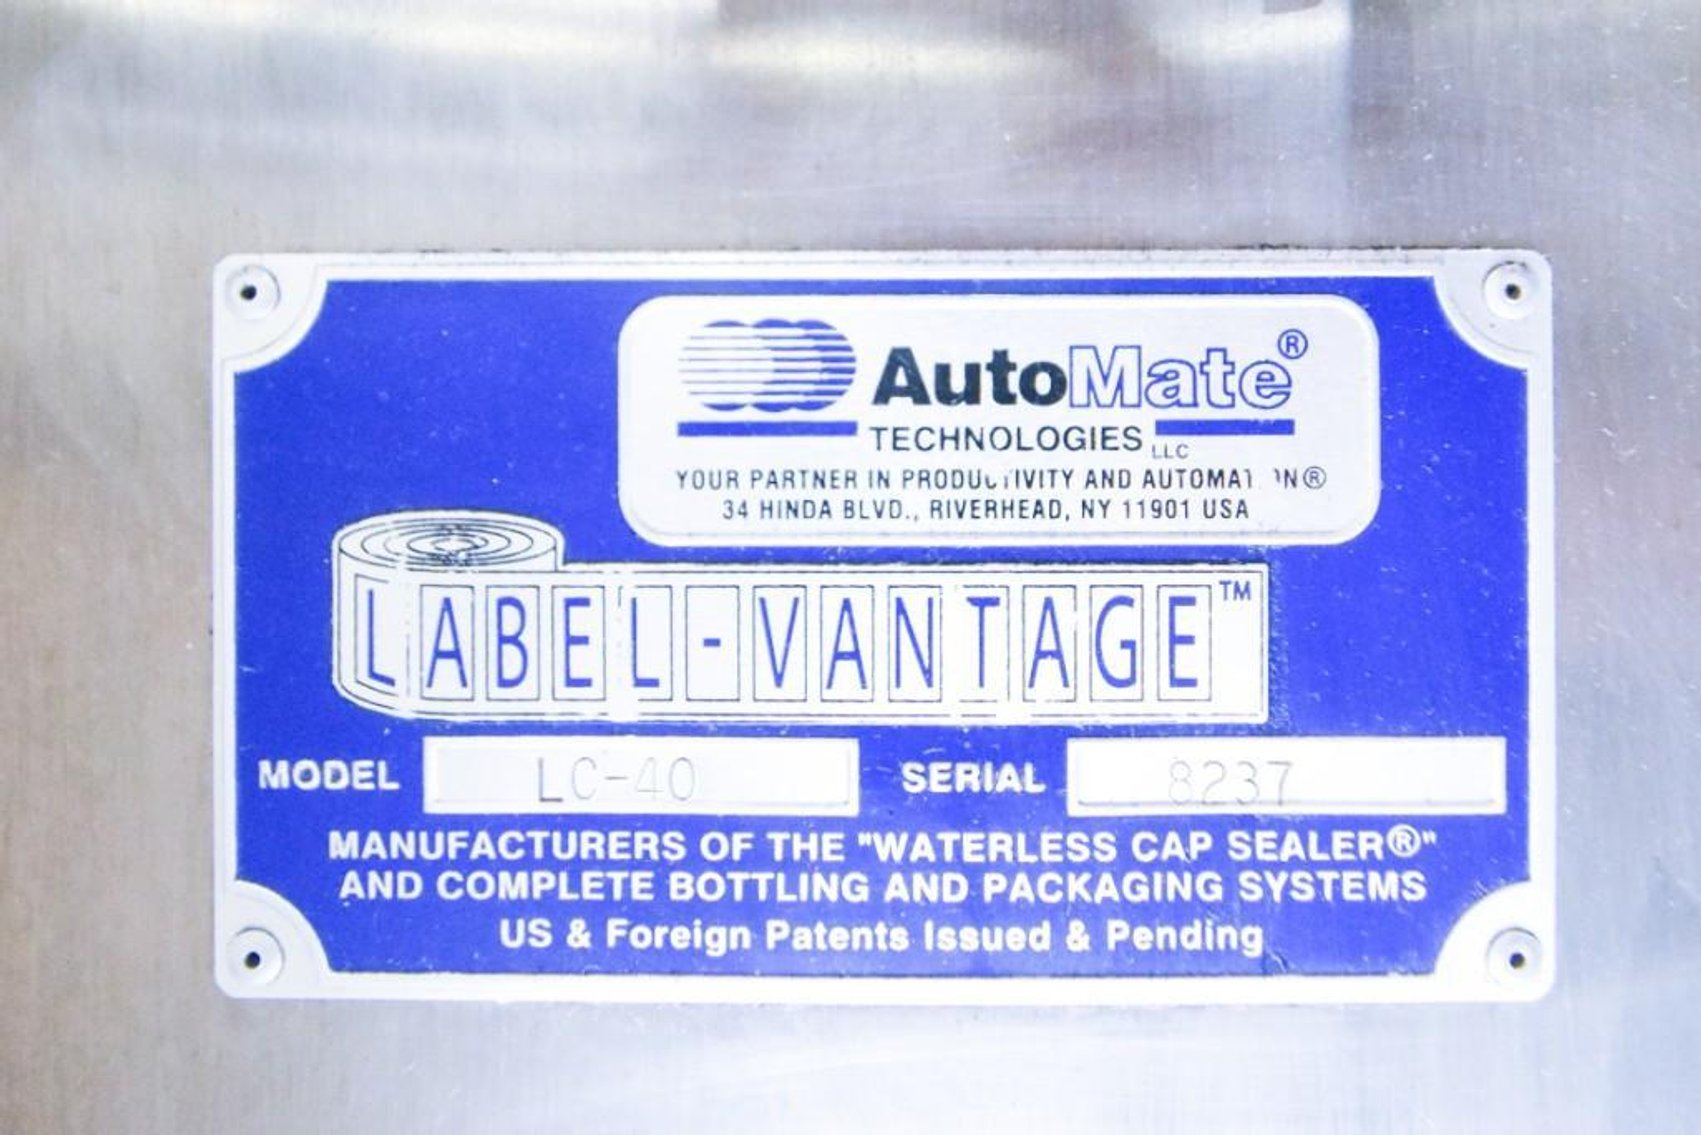 AutoMate®
TECHNOLOGIES LLC
YOUR PARTNER IN PRODUCTIVITY AND AUTOMATION®
34 HINDA BLVD., RIVERHEAD, NY 11901 USA
LABEL-VANTAGE™
MODEL LC-40 SERIAL 8237
MANUFACTURERS OF THE "WATERLESS CAP SEALER®"
AND COMPLETE BOTTLING AND PACKAGING SYSTEMS
US & Foreign Patents Issued & Pending